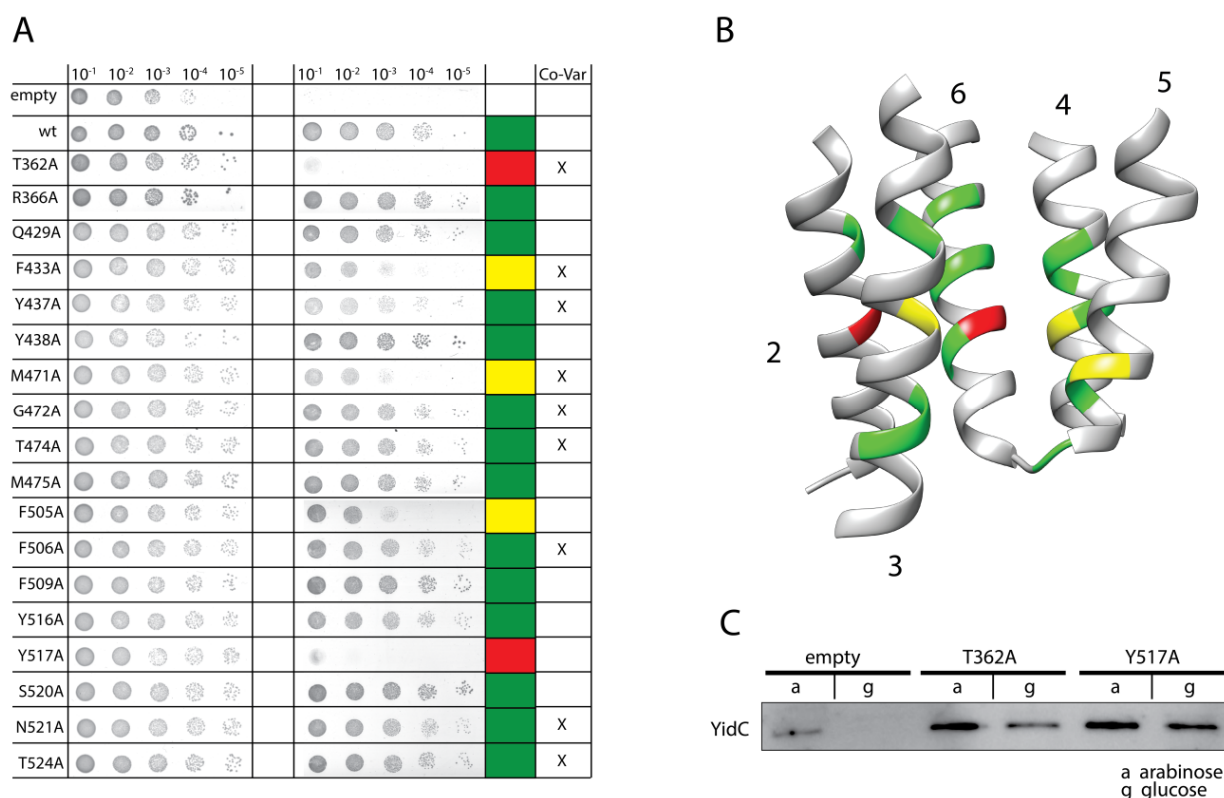 A
10-1 10-2 10-3 10-4 10-5 10-1 10-2 10-3 10-4 10-5 Co-Var
empty
wt
T362A X
R366A
Q429A
F433A X
Y437A X
Y438A
M471A X
G472A X
T474A X
M475A
F505A
F506A X
F509A
Y516A
Y517A
S520A
N521A X
T524A X
B
6
4
5
2
3
C
empty T362A Y517A
a g a g a g
YidC
a arabinose
g glucose